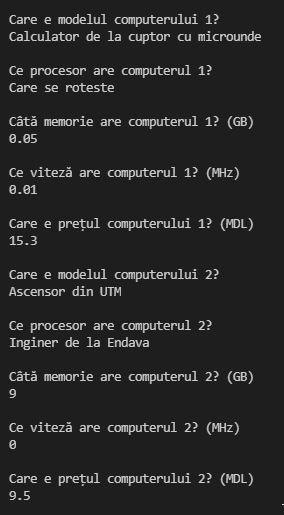 Care e modelul computerului 1?
Calculator de la cuptor cu microunde
Ce procesor are computerul 1?
Care se roteste
Câtă memorie are computerul 1? (GB)
0.05
Ce viteză are computerul 1? (MHz)
0.01
Care e prețul computerului 1? (MDL)
15.3
Care e modelul computerului 2?
Ascensor din UTM
Ce procesor are computerul 2?
Inginer de la Endava
Câtă memorie are computerul 2? (GB)
9
Ce viteză are computerul 2? (MHz)
0
Care e prețul computerului 2? (MDL)
9.5